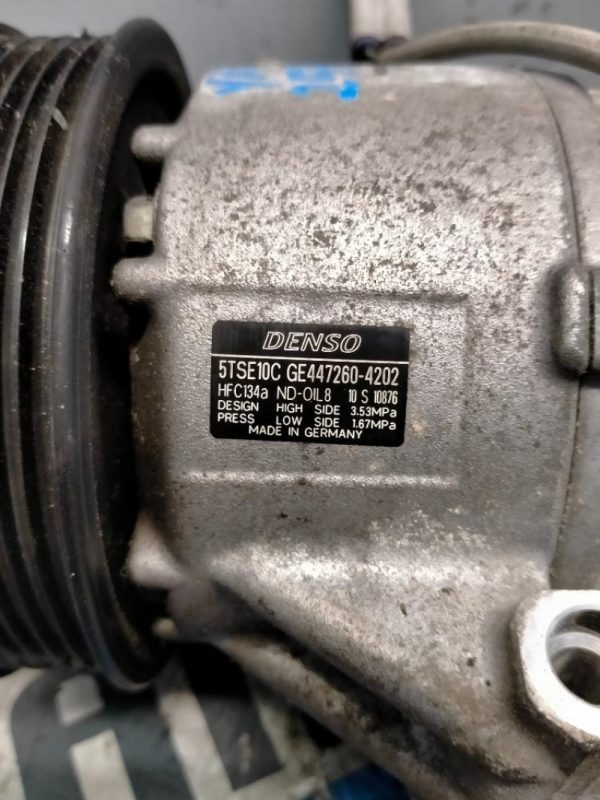 DENSO
5TSE10C GE447260-4202
HFC134a ND-OIL8 10 S 10876
DESIGN HIGH SIDE 3.53MPa
PRESS LOW SIDE 1.67MPa
MADE IN GERMANY